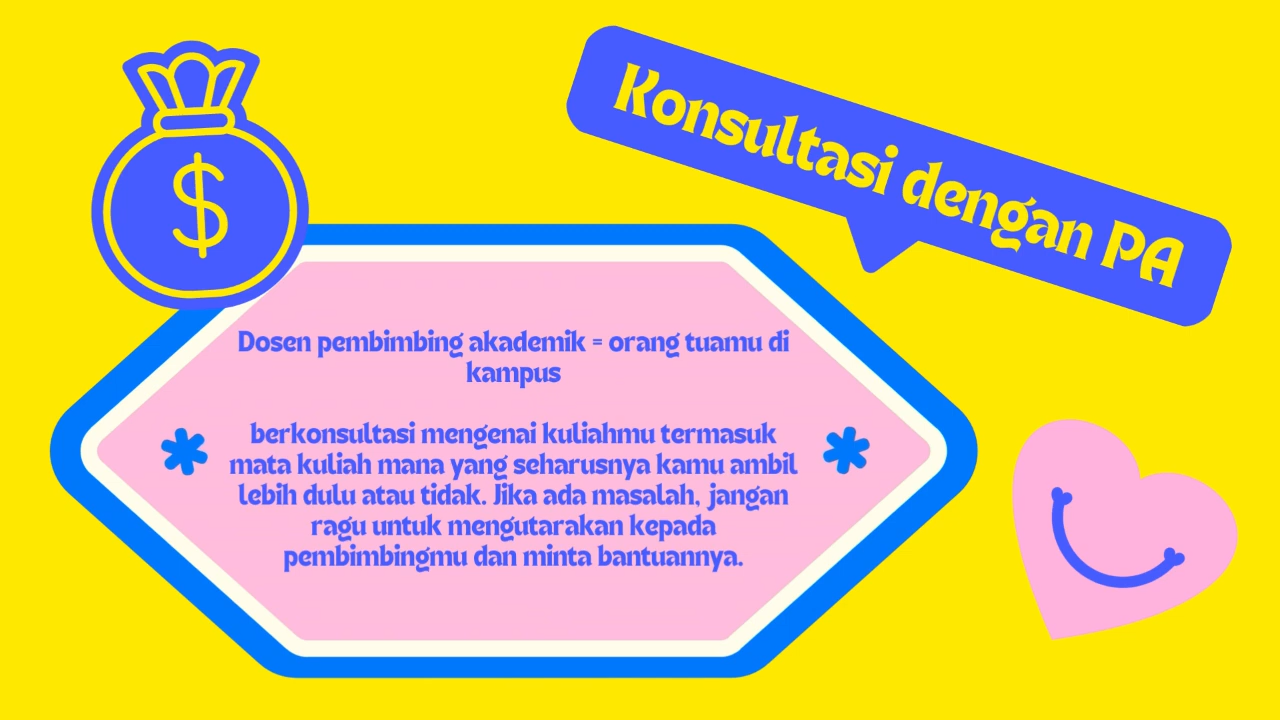 Konsultasi dengan PA
$
Dosen pembimbing akademik = orang tuamu di
kampus
berkonsultasi mengenai kuliahmu termasuk
mata kuliah mana yang seharusnya kamu ambil
lebih dulu atau tidak. Jika ada masalah, jangan
ragu untuk mengutarakan kepada
pembimbingmu dan minta bantuannya.